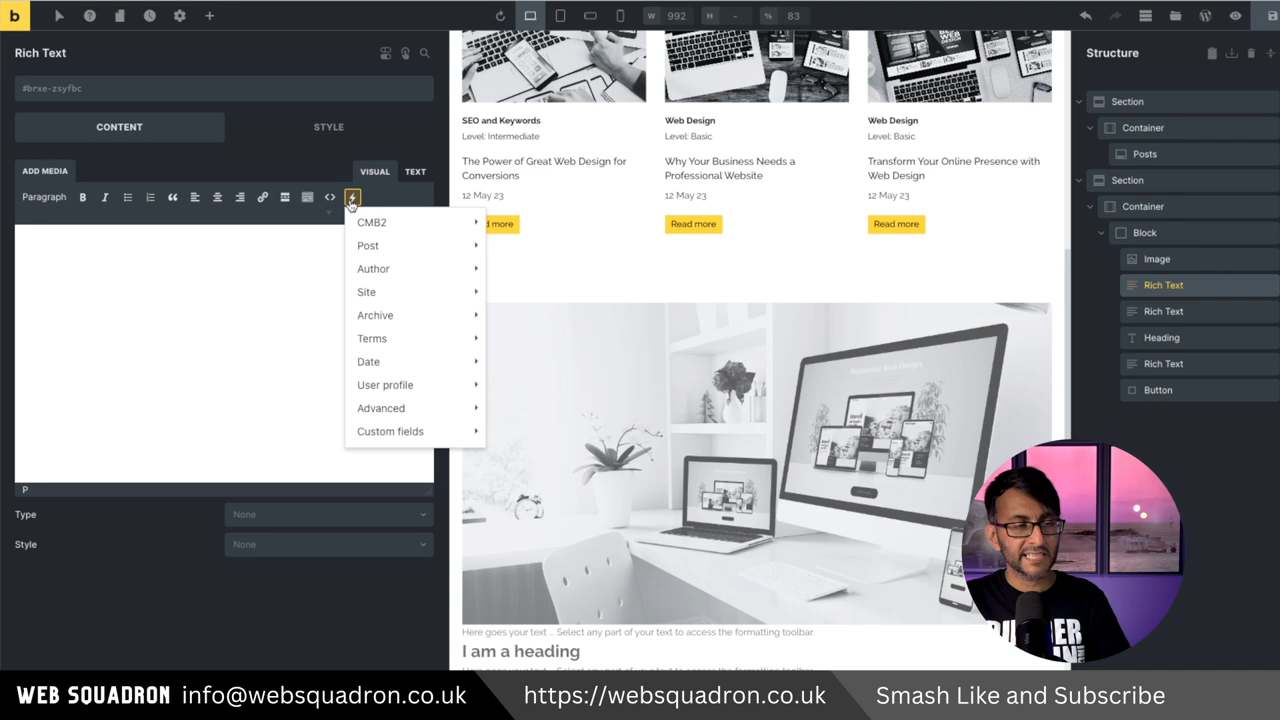 b
W 992 H - % 83
Rich Text
#brxe-zsyfbc
CONTENT
STYLE
ADD MEDIA
VISUAL
TEXT
Paragraph B I
CMB2
Post
Author
Site
Archive
Terms
Date
User profile
Advanced
Custom fields
P
Type
None
Style
None
SEO and Keywords
Level: Intermediate
The Power of Great Web Design for
Conversions
12 May 23
d more
Web Design
Level: Basic
Why Your Business Needs a
Professional Website
12 May 23
Read more
Web Design
Level: Basic
Transform Your Online Presence with
Web Design
12 May 23
Read more
Here goes your text ... Select any part of your text to access the formatting toolbar.
I am a heading
Structure
Section
Container
Posts
Section
Container
Block
Image
Rich Text
Rich Text
Heading
Rich Text
Button
WEB SQUADRON info@websquadron.co.uk
https://websquadron.co.uk
Smash Like and Subscribe